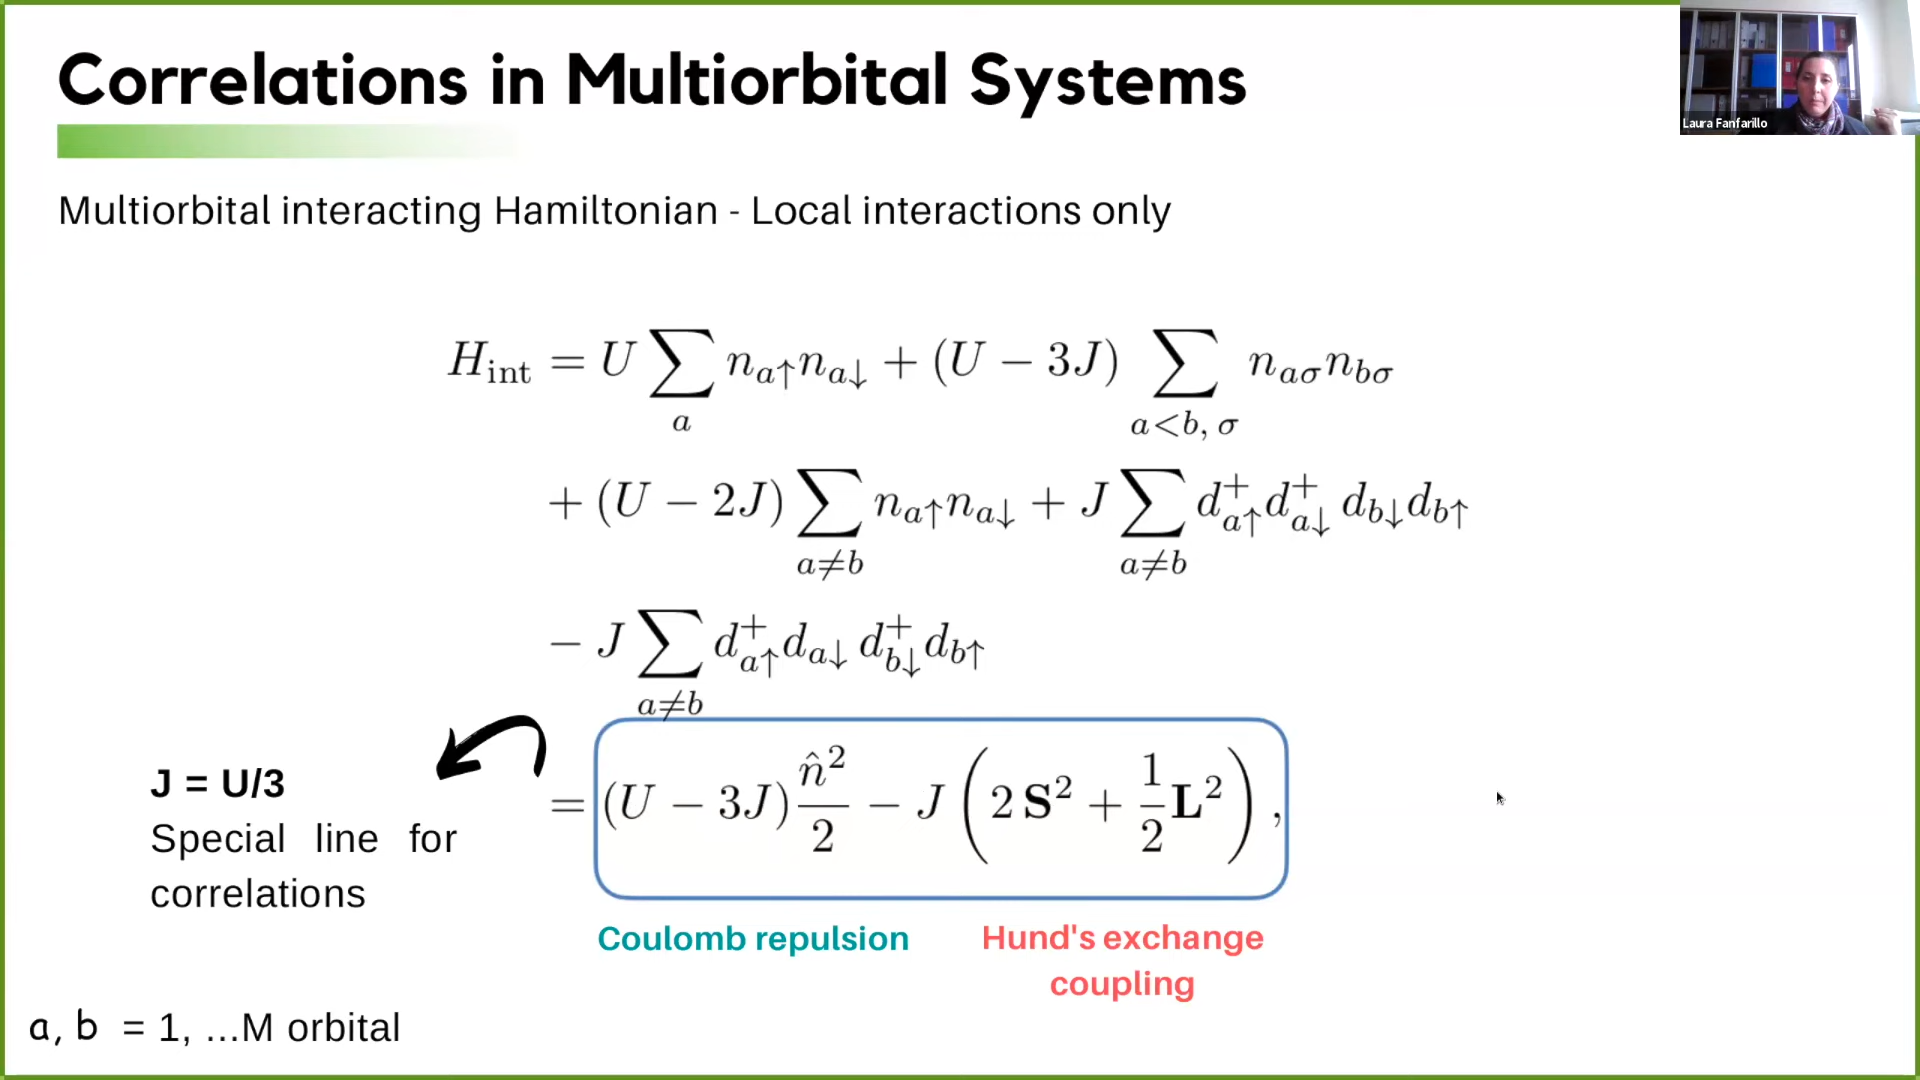 Correlations in Multiorbital Systems
Laura Fanfarillo
Multiorbital interacting Hamiltonian - Local interactions only
H_int = U ∑_a n_{a↑} n_{a↓} + (U − 3J) ∑_{a<b, σ} n_{aσ} n_{bσ}
+ (U − 2J) ∑_{a≠b} n_{a↑} n_{a↓} + J ∑_{a≠b} d⁺_{a↑} d⁺_{a↓} d_{b↓} d_{b↑}
− J ∑_{a≠b} d⁺_{a↑} d_{a↓} d⁺_{b↓} d_{b↑}
= (U − 3J) n̂²/2 − J (2 S² + 1/2 L²) ,
J = U/3
Special line for
correlations
Coulomb repulsion
Hund's exchange
coupling
a, b = 1, ...M orbital